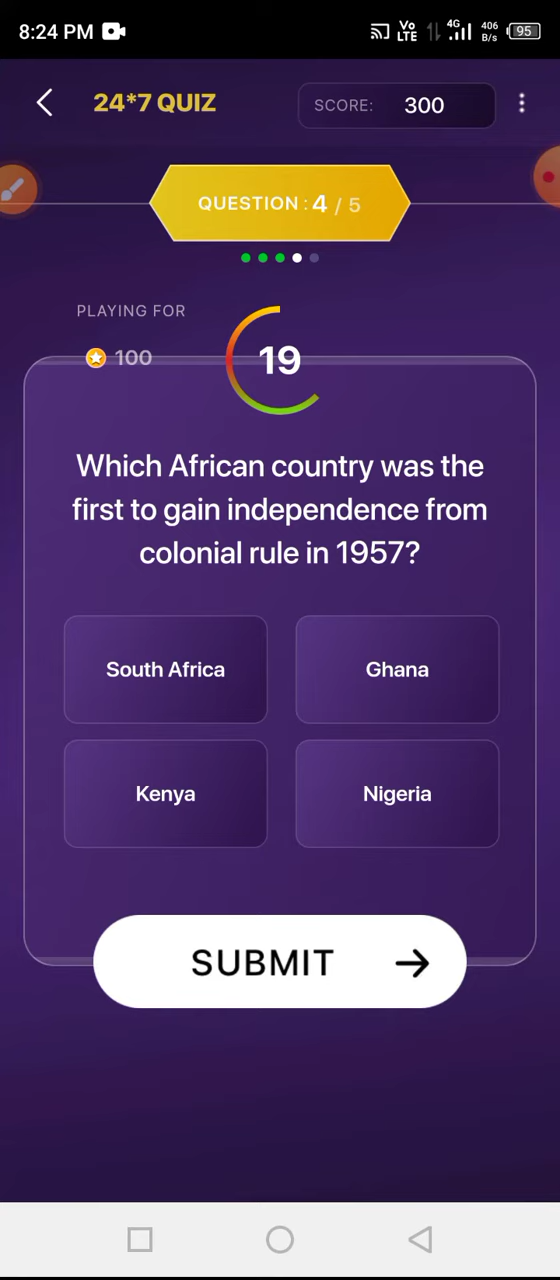 8:24 PM Vo LTE 4G 406 B/s 95
24*7 QUIZ SCORE: 300
QUESTION : 4 / 5
PLAYING FOR
100
19
Which African country was the
first to gain independence from
colonial rule in 1957?
South Africa Ghana
Kenya Nigeria
SUBMIT